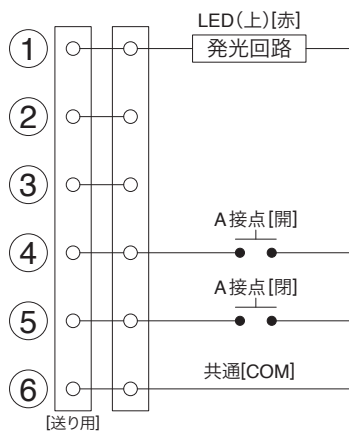 LED(上)[赤]
① 発光回路
②
③
A接点[開]
④
A接点[閉]
⑤
共通[COM]
⑥
[送り用]